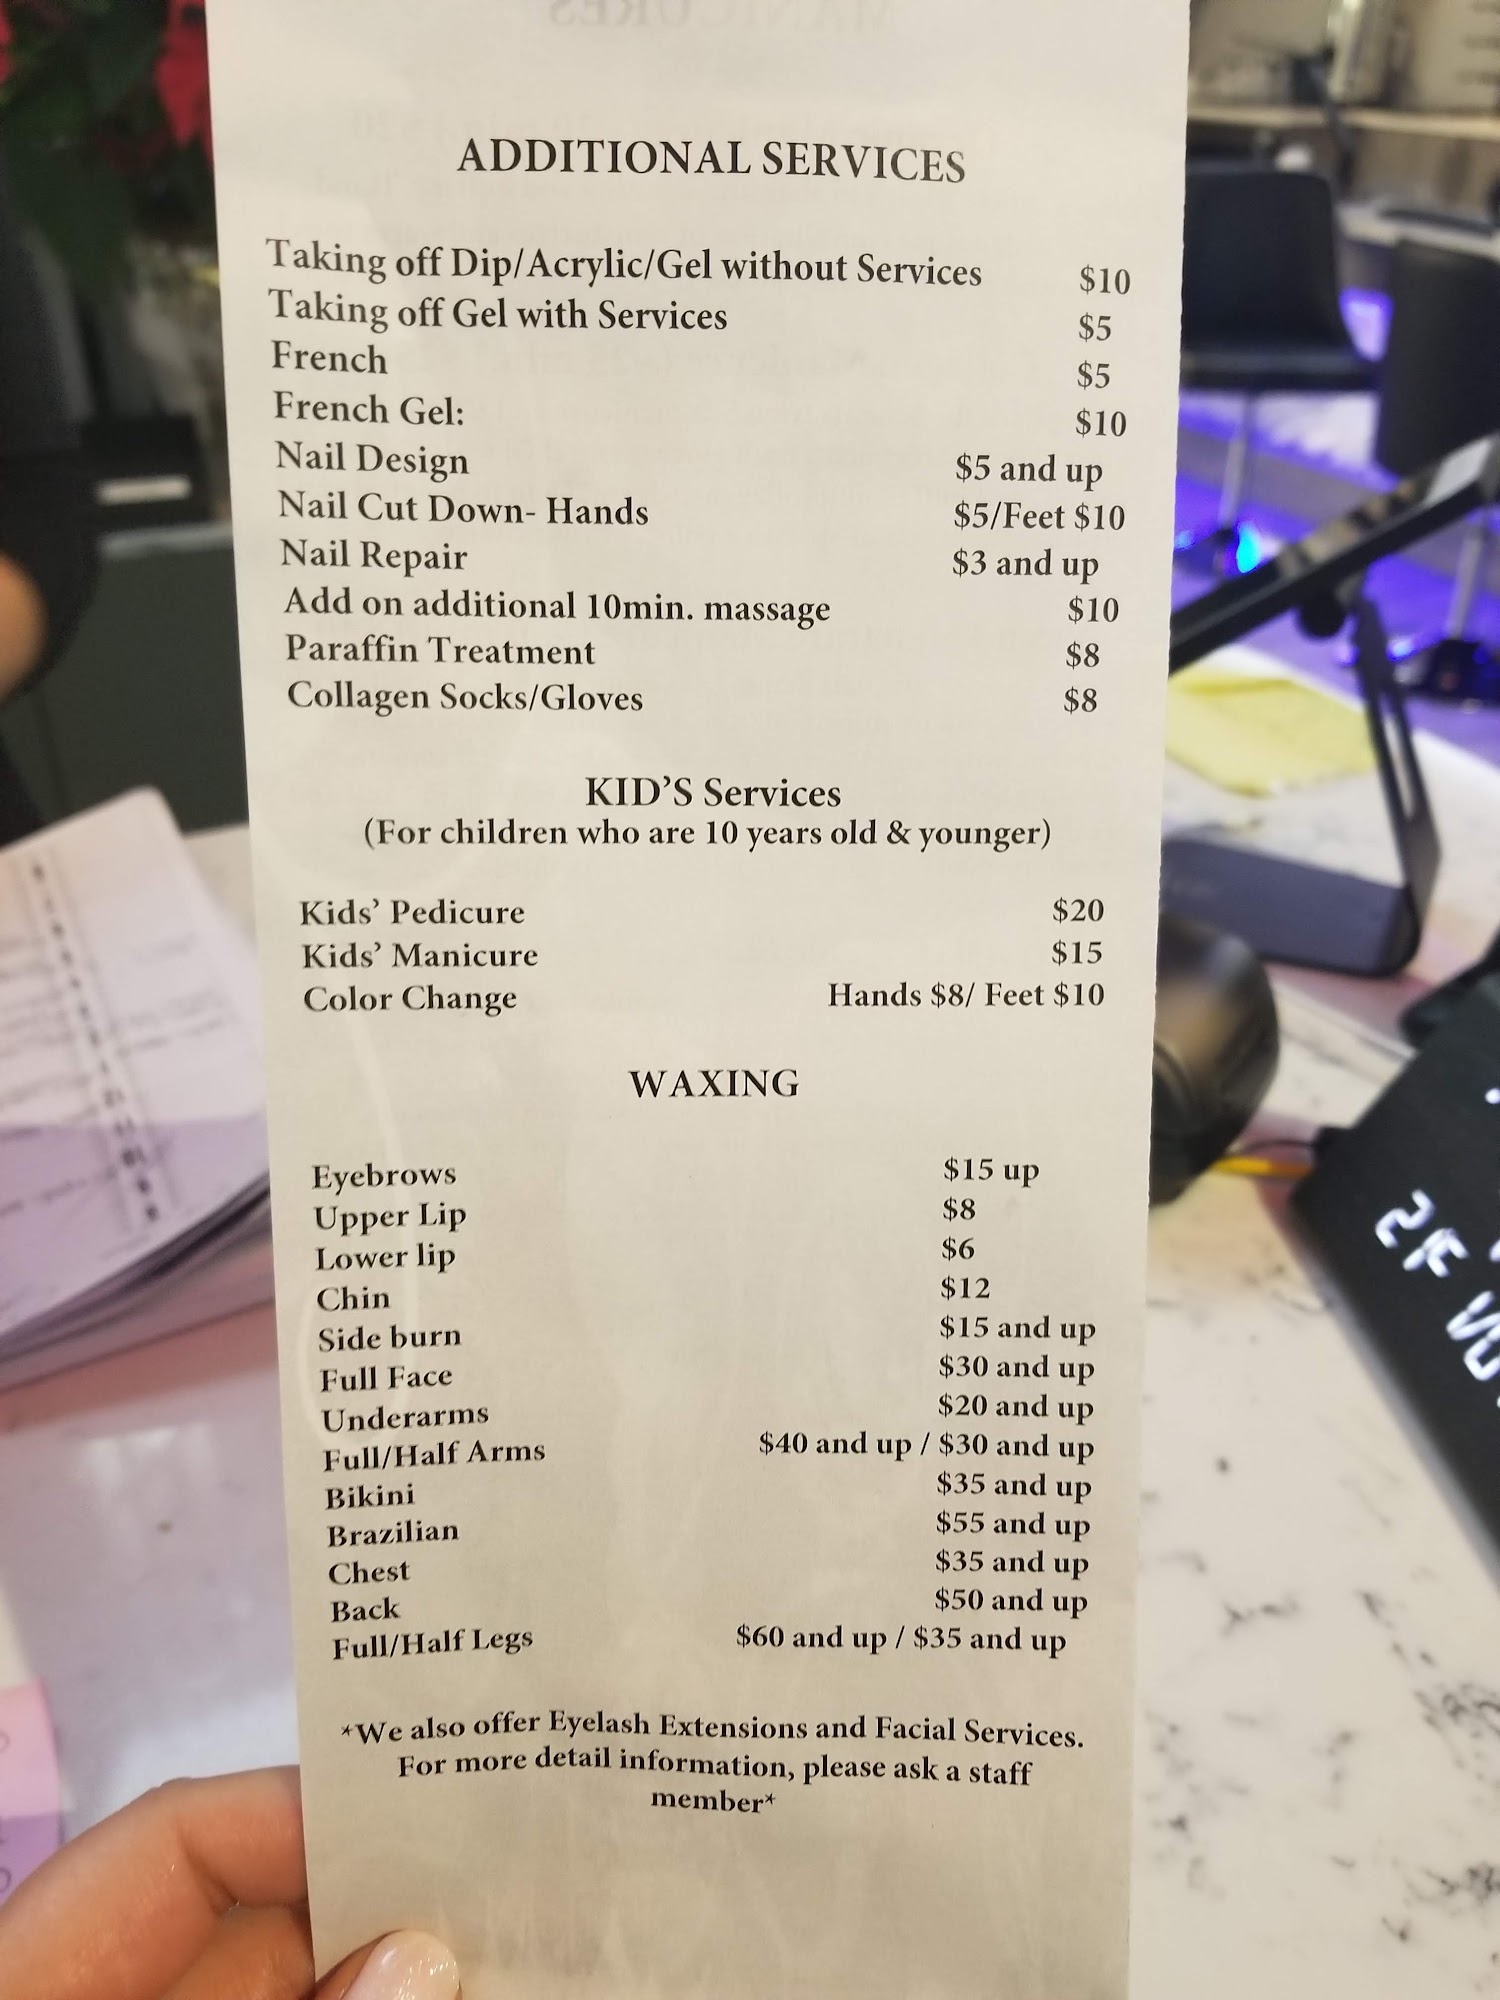 ADDITIONAL SERVICES
Taking off Dip/Acrylic/Gel without Services $10
Taking off Gel with Services $5
French $5
French Gel: $10
Nail Design $5 and up
Nail Cut Down- Hands $5/Feet $10
Nail Repair $3 and up
Add on additional 10min. massage $10
Paraffin Treatment $8
Collagen Socks/Gloves $8
KID'S Services
(For children who are 10 years old & younger)
Kids' Pedicure $20
Kids' Manicure $15
Color Change Hands $8/ Feet $10
WAXING
Eyebrows $15 up
Upper Lip $8
Lower lip $6
Chin $12
Side burn $15 and up
Full Face $30 and up
Underarms $20 and up
Full/Half Arms $40 and up / $30 and up
Bikini $35 and up
Brazilian $55 and up
Chest $35 and up
Back $50 and up
Full/Half Legs $60 and up / $35 and up
*We also offer Eyelash Extensions and Facial Services.
For more detail information, please ask a staff
member*